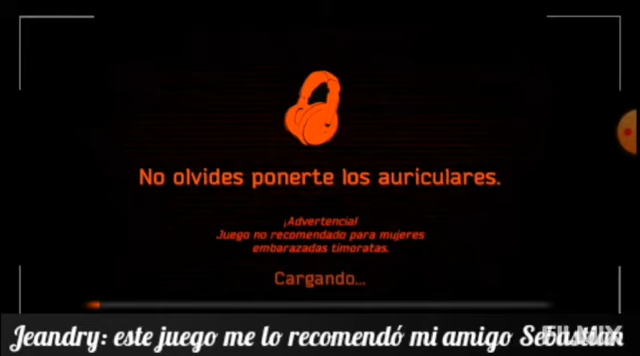 No olvides ponerte los auriculares.
¡Advertencia!
Juego no recomendado para mujeres
embarazadas timoratas.
Cargando...
Jeandry: este juego me lo recomendó mi amigo Sebastian